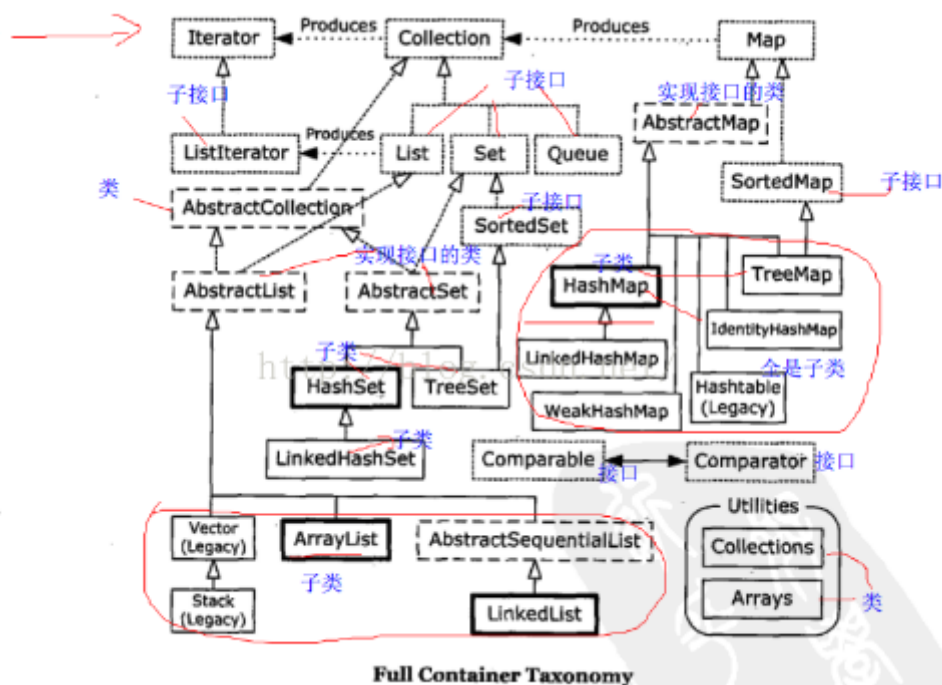 Iterator Produces Collection Produces Map
子接口 子接口 实现接口的类
AbstractMap
ListIterator Produces List Set Queue
类 SortedMap 子接口
AbstractCollection 子接口
SortedSet
实现接口的类
AbstractList AbstractSet 子类 TreeMap
HashMap
IdentityHashMap
子类 LinkedHashMap 全是子类
http://blog.csdn.net/
HashSet TreeSet Hashtable
(Legacy)
WeakHashMap
子类
LinkedHashSet Comparable 接口 Comparator 接口
Utilities
Vector
(Legacy) ArrayList AbstractSequentialList Collections
子类 类
Stack
(Legacy) LinkedList Arrays
Full Container Taxonomy